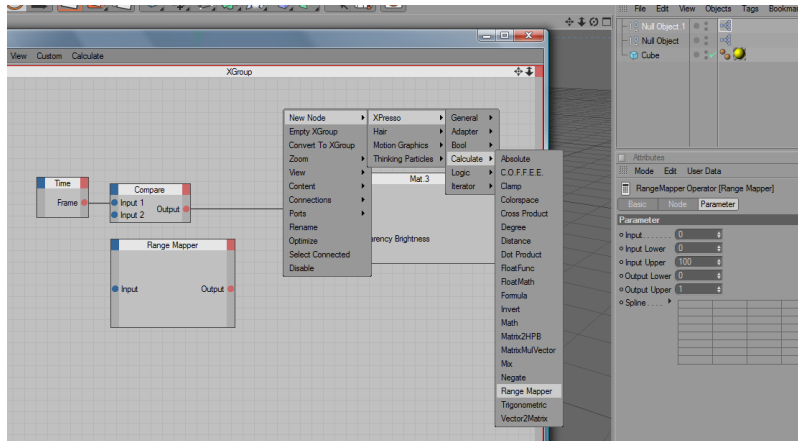 File Edit View Objects Tags Bookmar
Null Object.1
Null Object
Cube
View Custom Calculate
XGroup
Time
Frame
Compare
Input 1
Input 2
Output
Range Mapper
Input
Output
Mat.3
arency Brightness
New Node
Empty XGroup
Convert To XGroup
Zoom
View
Content
Connections
Ports
Rename
Optimize
Select Connected
Disable
XPresso
Hair
Motion Graphics
Thinking Particles
General
Adapter
Bool
Calculate
Logic
Iterator
Absolute
C.O.F.F.E.E.
Clamp
Colorspace
Cross Product
Degree
Distance
Dot Product
FloatFunc
FloatMath
Formula
Invert
Math
Matrix2HPB
MatrixMulVector
Mix
Negate
Range Mapper
Trigonometric
Vector2Matrix
Attributes
Mode Edit User Data
RangeMapper Operator [Range Mapper]
Basic Node Parameter
Parameter
Input . . . . . . 0
Input Lower 0
Input Upper 100
Output Lower 0
Output Upper 1
Spline . . . .